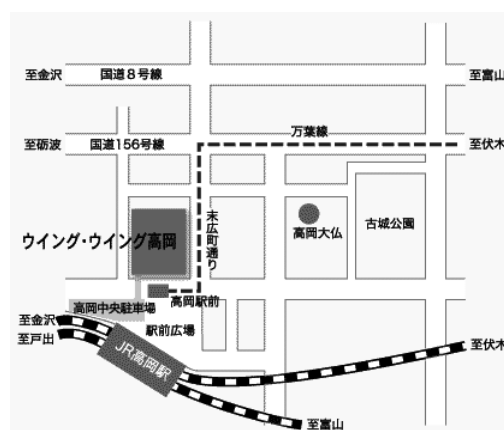 至金沢
国道8号線
至富山
万葉線
至砺波
国道156号線
至伏木
末広町通り
ウイング・ウイング高岡
高岡大仏
古城公園
高岡駅前
高岡中央駐車場
至金沢
駅前広場
至戸出
JR高岡駅
至伏木
至富山